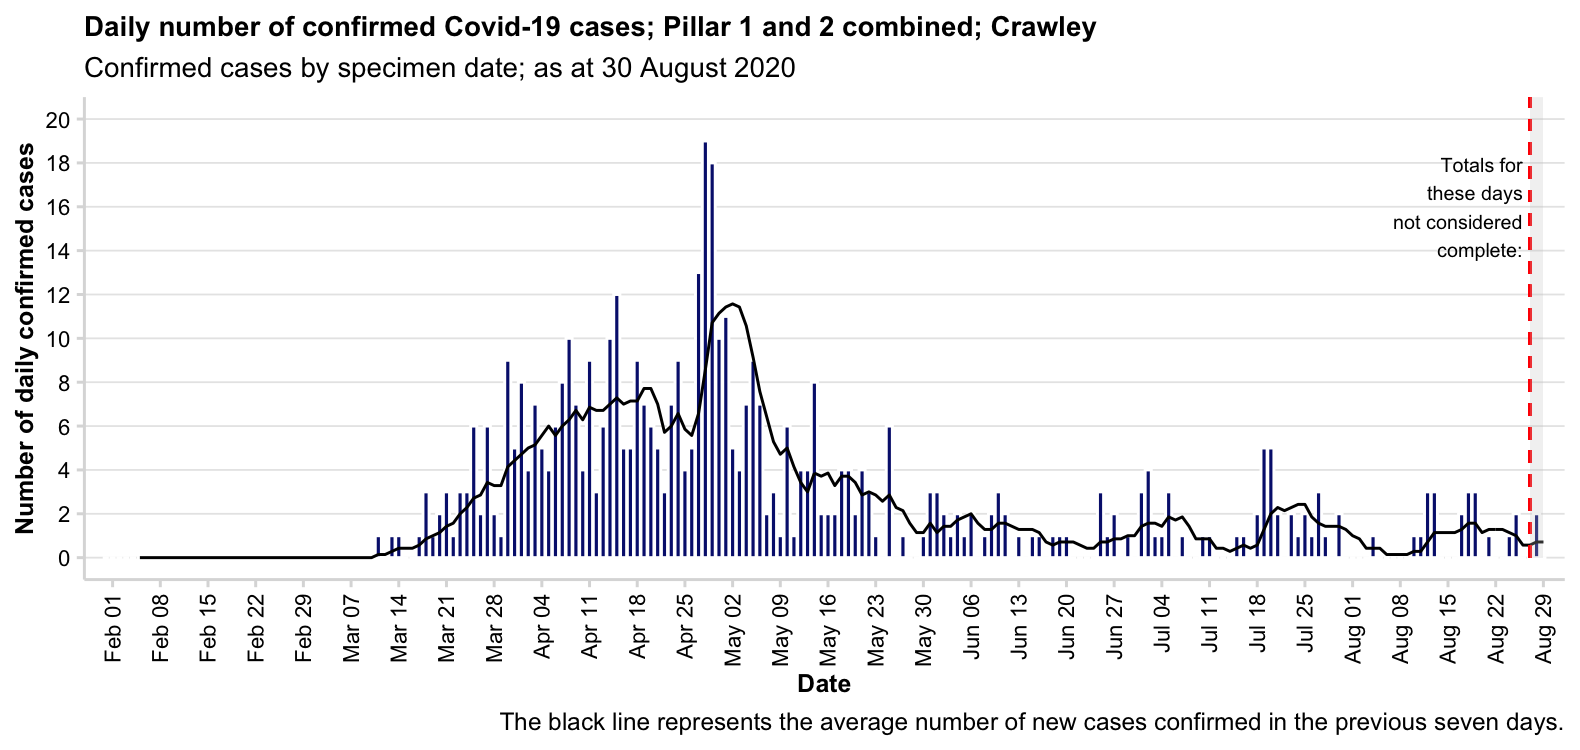 Daily number of confirmed Covid-19 cases; Pillar 1 and 2 combined; Crawley
Confirmed cases by specimen date; as at 30 August 2020
Number of daily confirmed cases
20
18
16
14
12
10
8
6
4
2
0
Totals for
these days
not considered
complete:
Feb 01
Feb 08
Feb 15
Feb 22
Feb 29
Mar 07
Mar 14
Mar 21
Mar 28
Apr 04
Apr 11
Apr 18
Apr 25
May 02
May 09
May 16
May 23
May 30
Jun 06
Jun 13
Jun 20
Jun 27
Jul 04
Jul 11
Jul 18
Jul 25
Aug 01
Aug 08
Aug 15
Aug 22
Aug 29
Date
The black line represents the average number of new cases confirmed in the previous seven days.